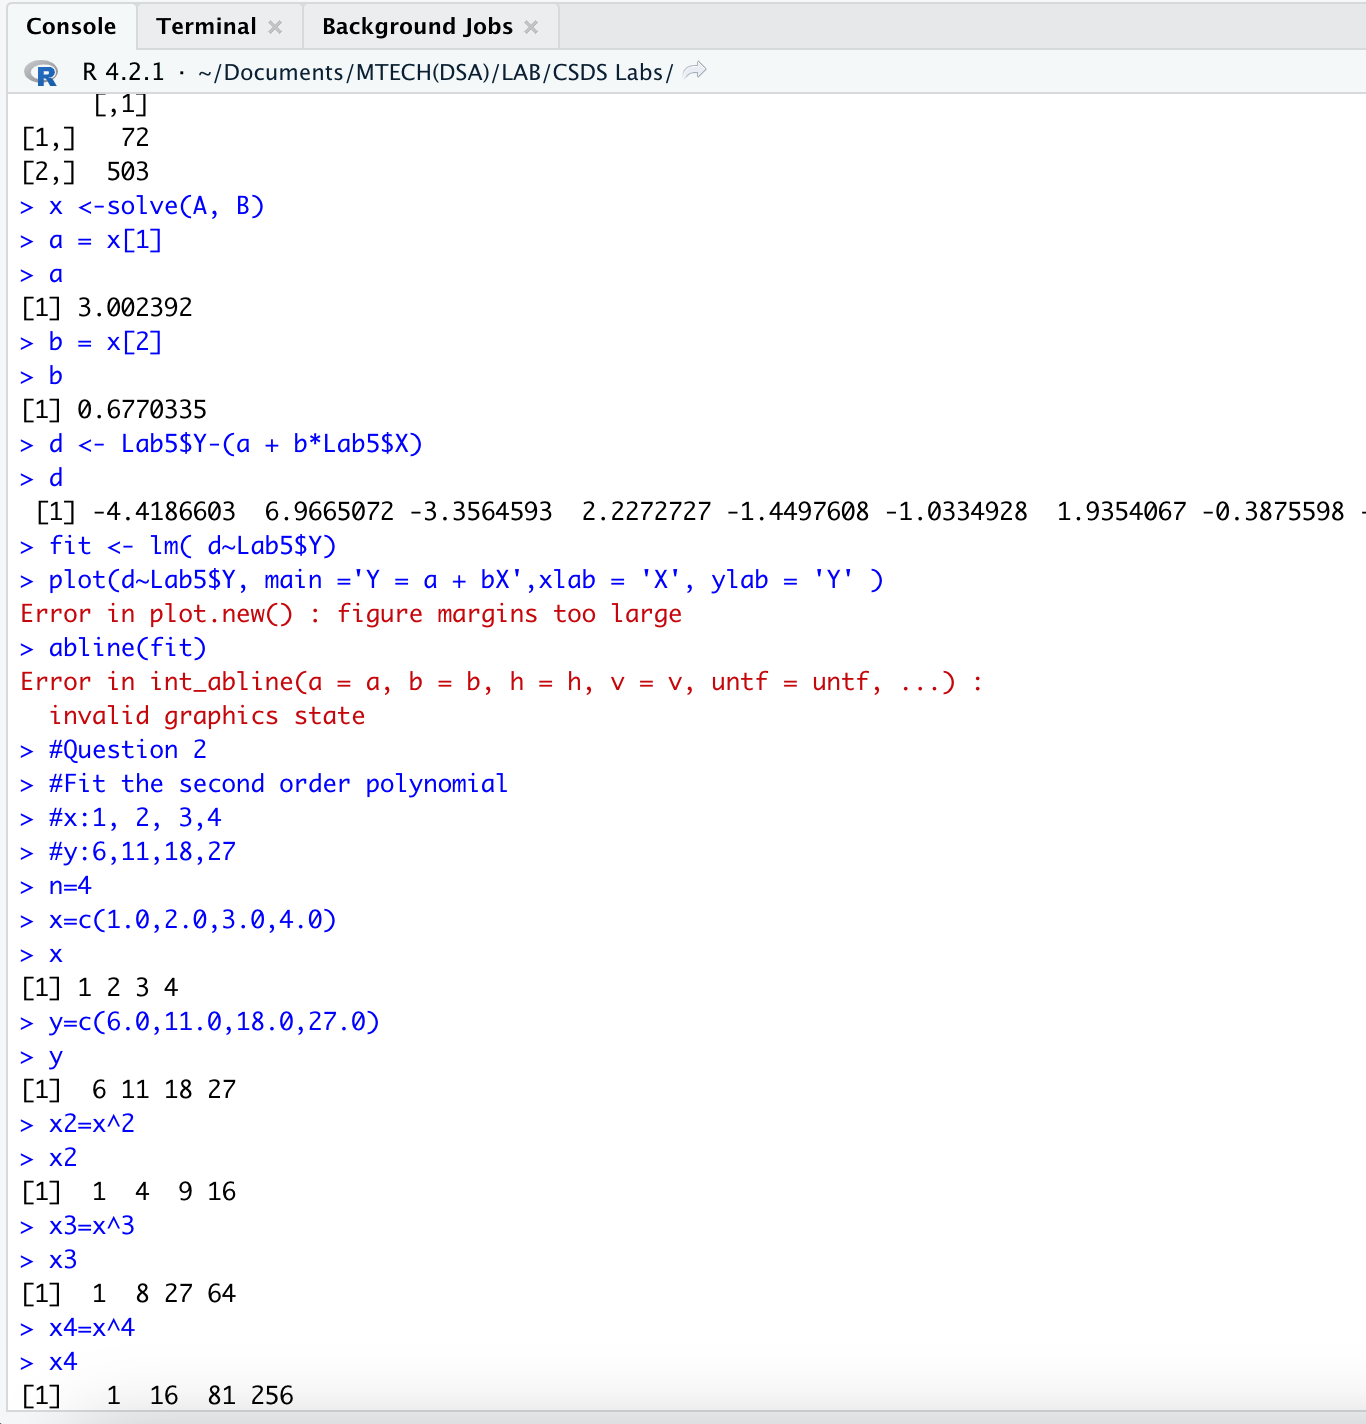 Console Terminal Background Jobs
R 4.2.1 · ~/Documents/MTECH(DSA)/LAB/CSDS Labs/
[,1]
[1,] 72
[2,] 503
> x <-solve(A, B)
> a = x[1]
> a
[1] 3.002392
> b = x[2]
> b
[1] 0.6770335
> d <- Lab5$Y-(a + b*Lab5$X)
> d
[1] -4.4186603 6.9665072 -3.3564593 2.2272727 -1.4497608 -1.0334928 1.9354067 -0.3875598 -
> fit <- lm( d~Lab5$Y)
> plot(d~Lab5$Y, main ='Y = a + bX',xlab = 'X', ylab = 'Y' )
Error in plot.new() : figure margins too large
> abline(fit)
Error in int_abline(a = a, b = b, h = h, v = v, untf = untf, ...) :
invalid graphics state
> #Question 2
> #Fit the second order polynomial
> #x:1, 2, 3,4
> #y:6,11,18,27
> n=4
> x=c(1.0,2.0,3.0,4.0)
> x
[1] 1 2 3 4
> y=c(6.0,11.0,18.0,27.0)
> y
[1] 6 11 18 27
> x2=x^2
> x2
[1] 1 4 9 16
> x3=x^3
> x3
[1] 1 8 27 64
> x4=x^4
> x4
[1] 1 16 81 256